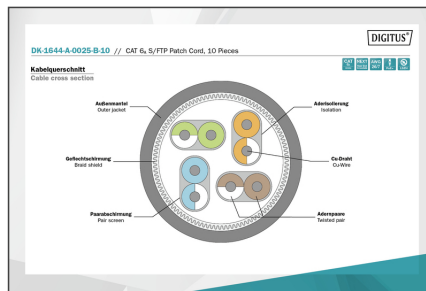 DIGITUS®
DK-1644-A-0025-B-10 // CAT 6A S/FTP Patch Cord, 10 Pieces
Kabelquerschnitt
Cable cross section
Außenmantel
Outer jacket
Aderisolierung
Isolation
Geflechtschirmung
Braid shield
Cu-Draht
Cu-Wire
Paarabschirmung
Pair screen
Adernpaare
Twisted pair